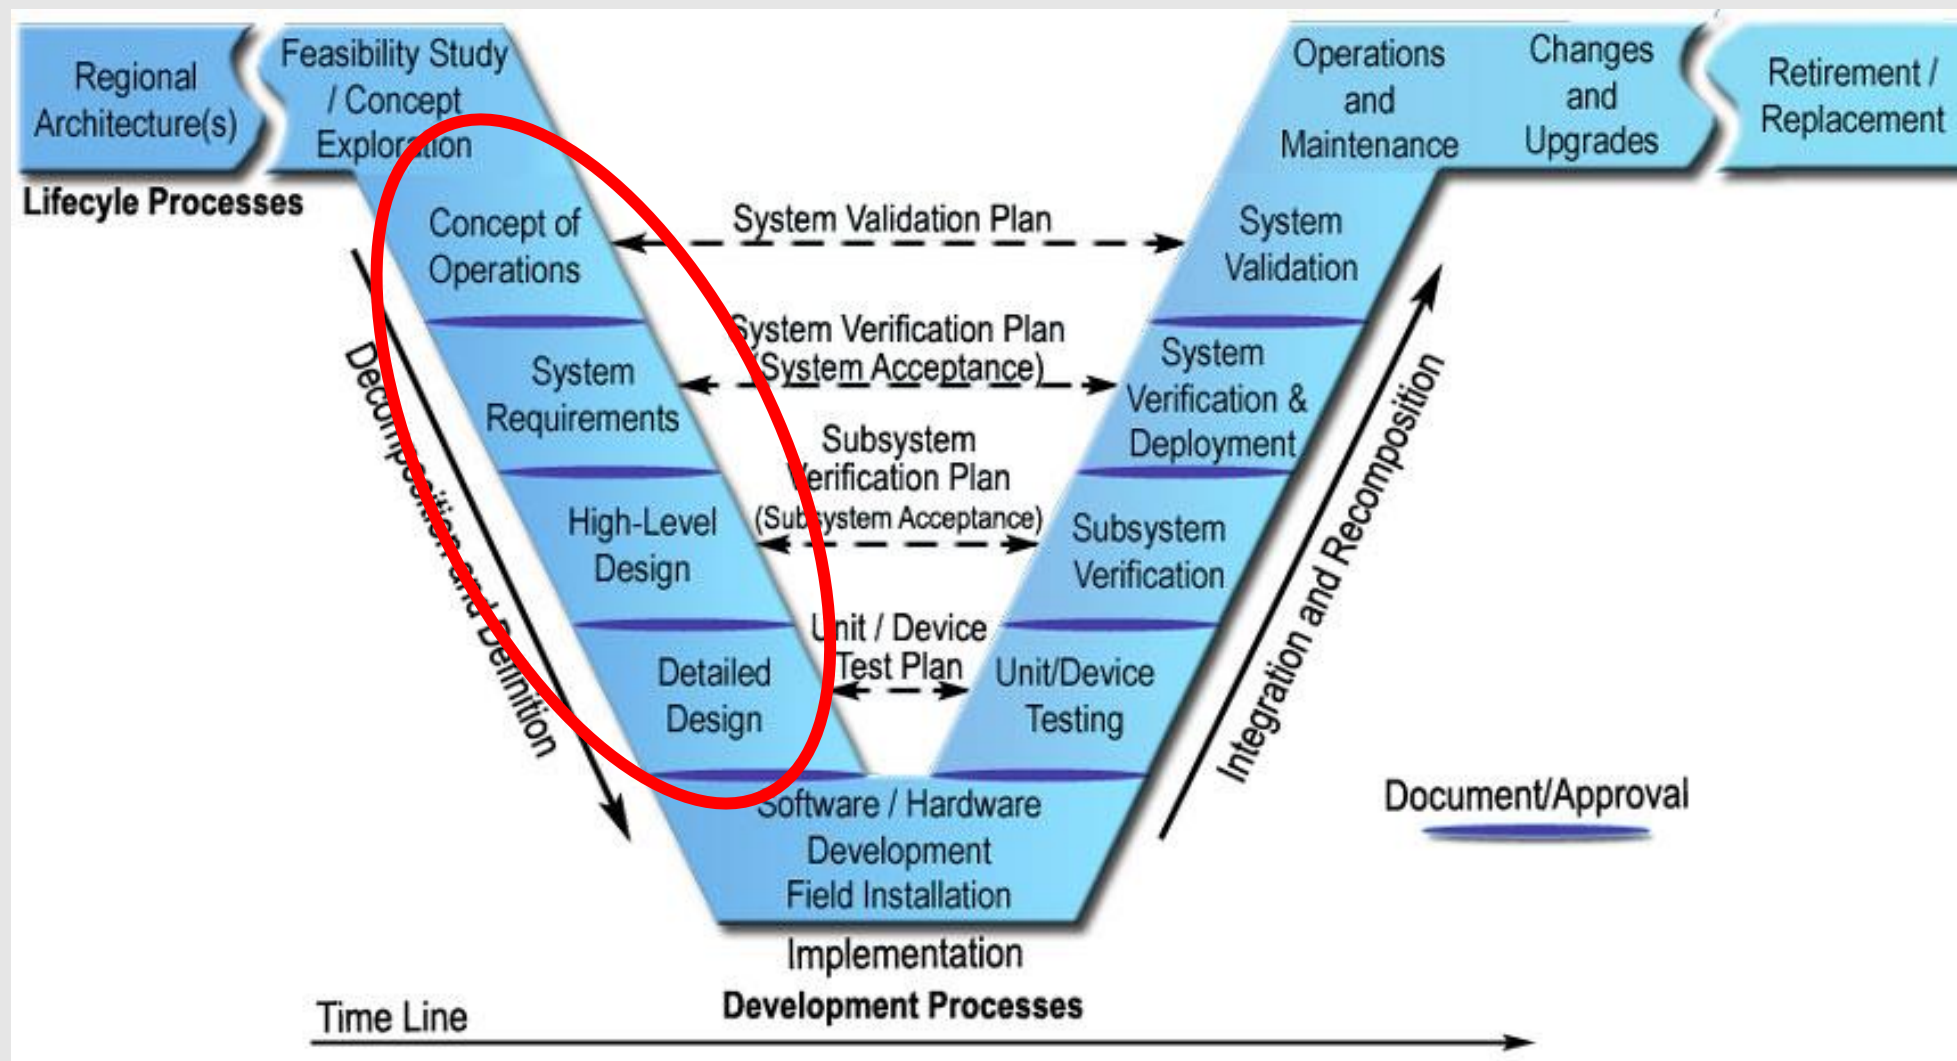 Regional
Architecture(s)
Feasibility Study
/ Concept
Exploration
Operations
and
Maintenance
Changes
and
Upgrades
Retirement /
Replacement
Lifecyle Processes
Concept of
Operations
System Validation Plan
System
Validation
System
Requirements
System Verification Plan
(System Acceptance)
System
Verification &
Deployment
High-Level
Design
Subsystem
Verification Plan
(Subsystem Acceptance)
Subsystem
Verification
Detailed
Design
Unit / Device
Test Plan
Unit/Device
Testing
Decomposition and Definition
Integration and Recomposition
Software / Hardware
Development
Field Installation
Document/Approval
Implementation
Development Processes
Time Line